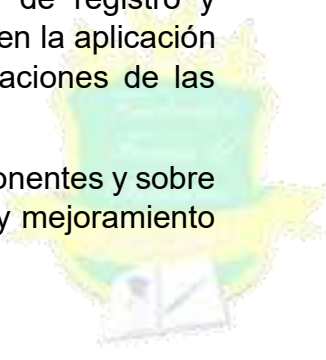 de registro y
en la aplicación
aciones de las
onentes y sobre
y mejoramiento